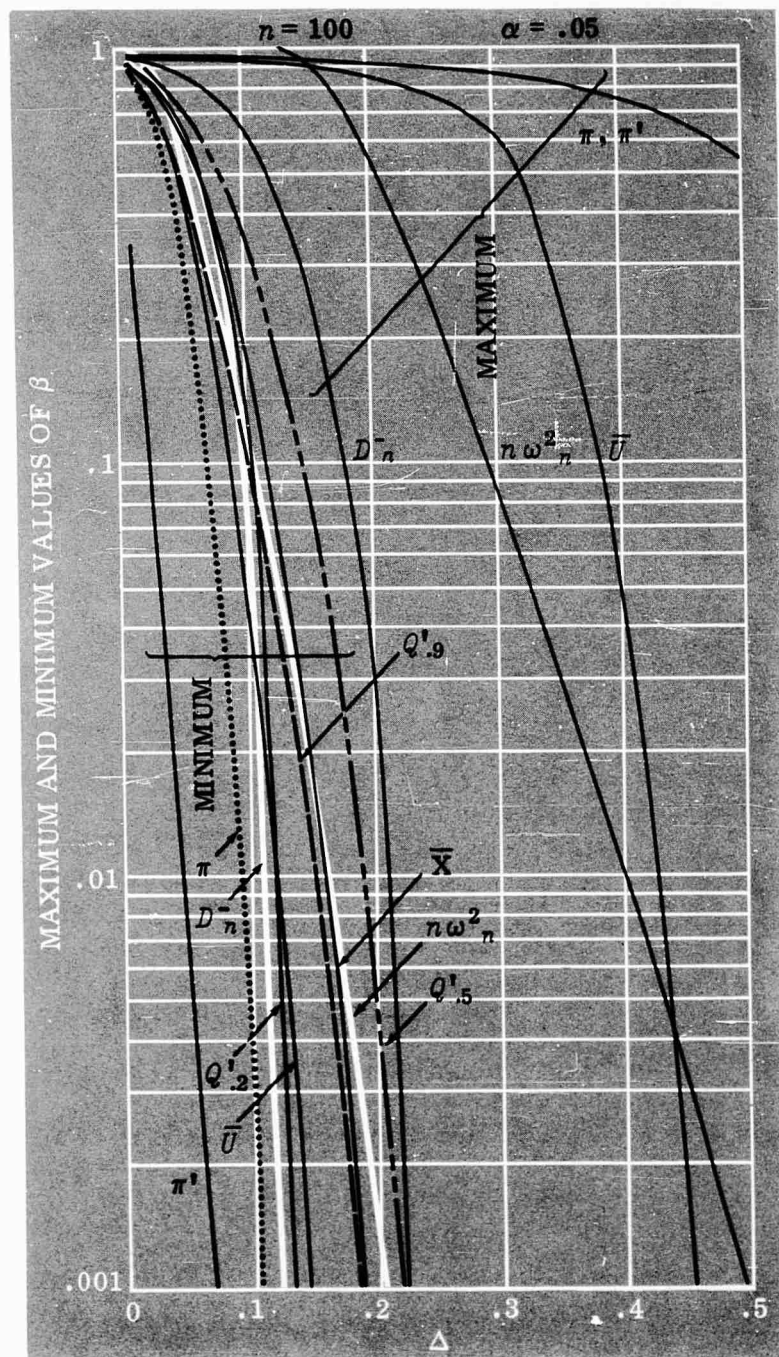 n = 100
α = .05
1
π, π'
MAXIMUM
D⁻n
nω²n
Ū
.1
MAXIMUM AND MINIMUM VALUES OF β
Q'.9
MINIMUM
π
X̄
.01
D⁻n
nω²n
Q'.5
Q'.2
Ū
π'
.001
0
.1
.2
.3
.4
.5
Δ